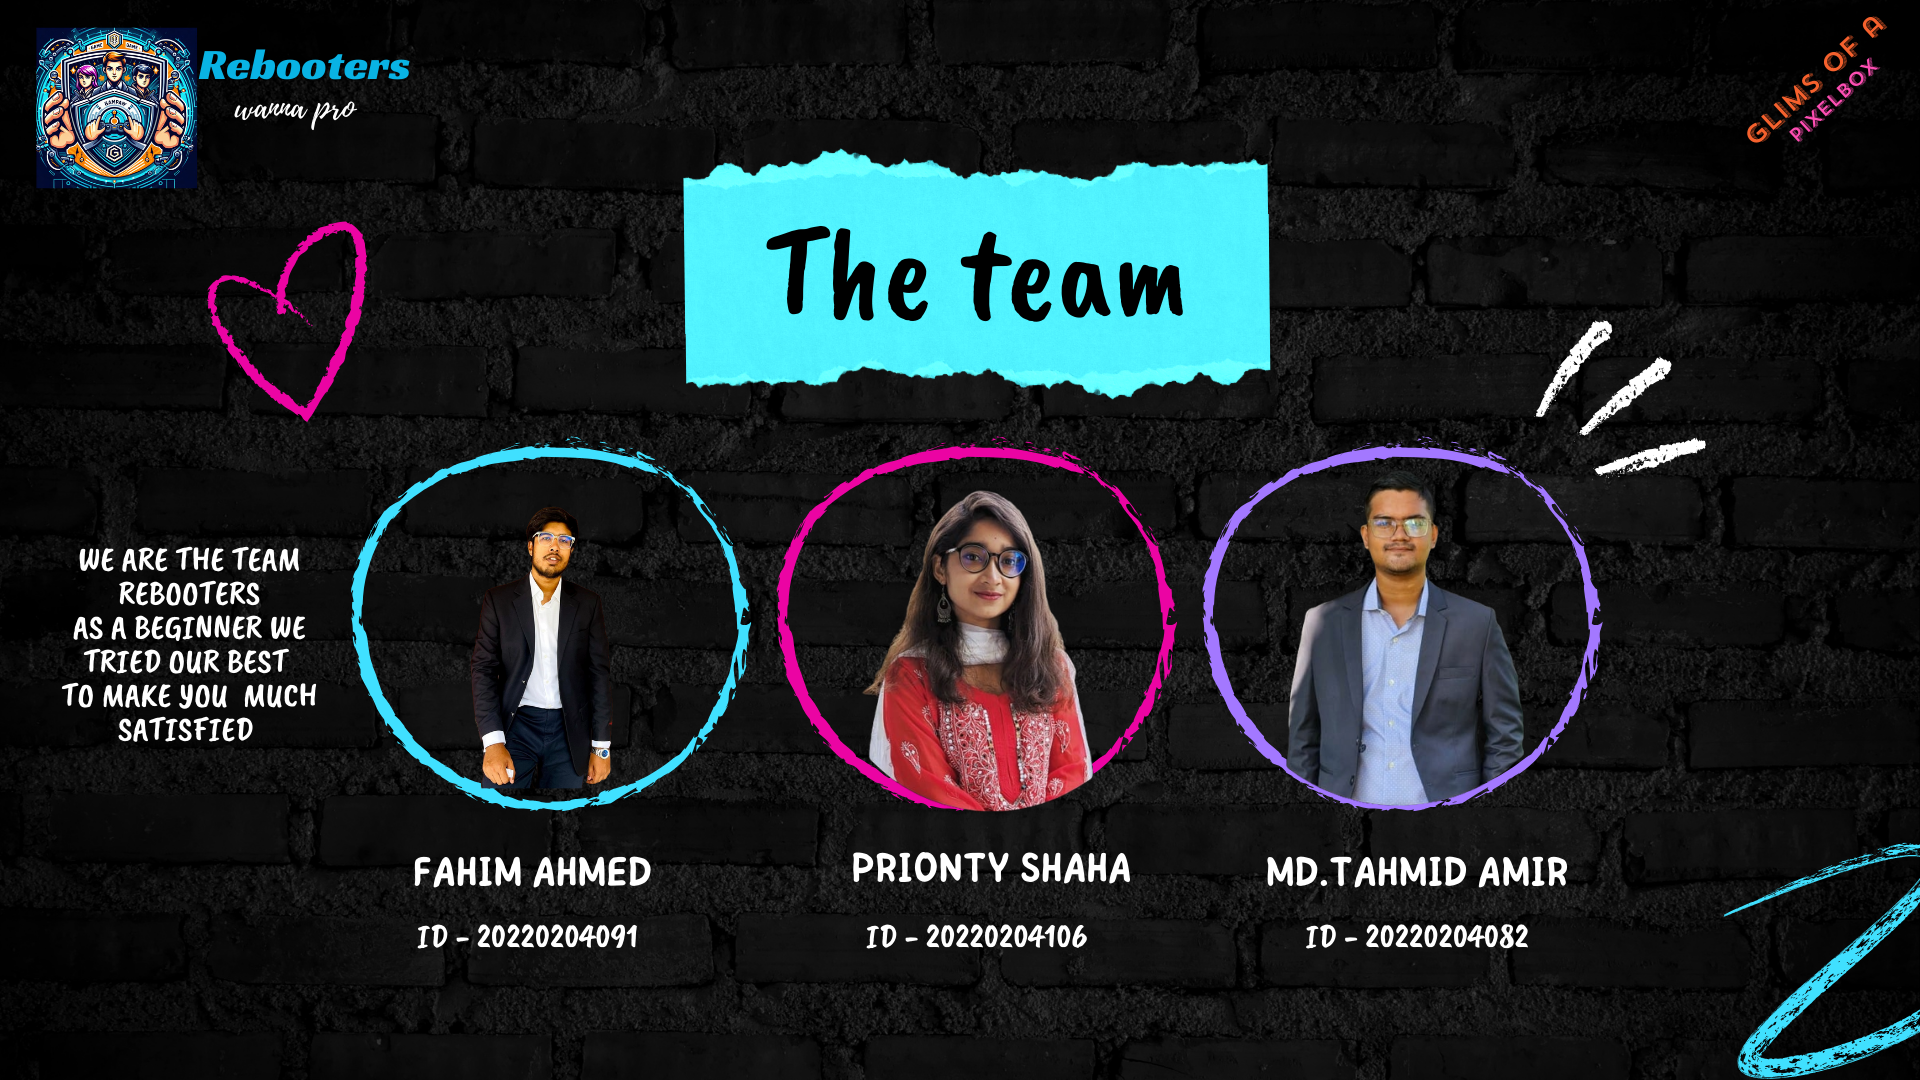 Rebooters
wanna pro
GLIMS OF A
PIXELBOX
The team
WE ARE THE TEAM
REBOOTERS
AS A BEGINNER WE
TRIED OUR BEST
TO MAKE YOU MUCH
SATISFIED
FAHIM AHMED
PRIONTY SHAHA
MD.TAHMID AMIR
ID - 20220204091
ID - 20220204106
ID - 20220204082